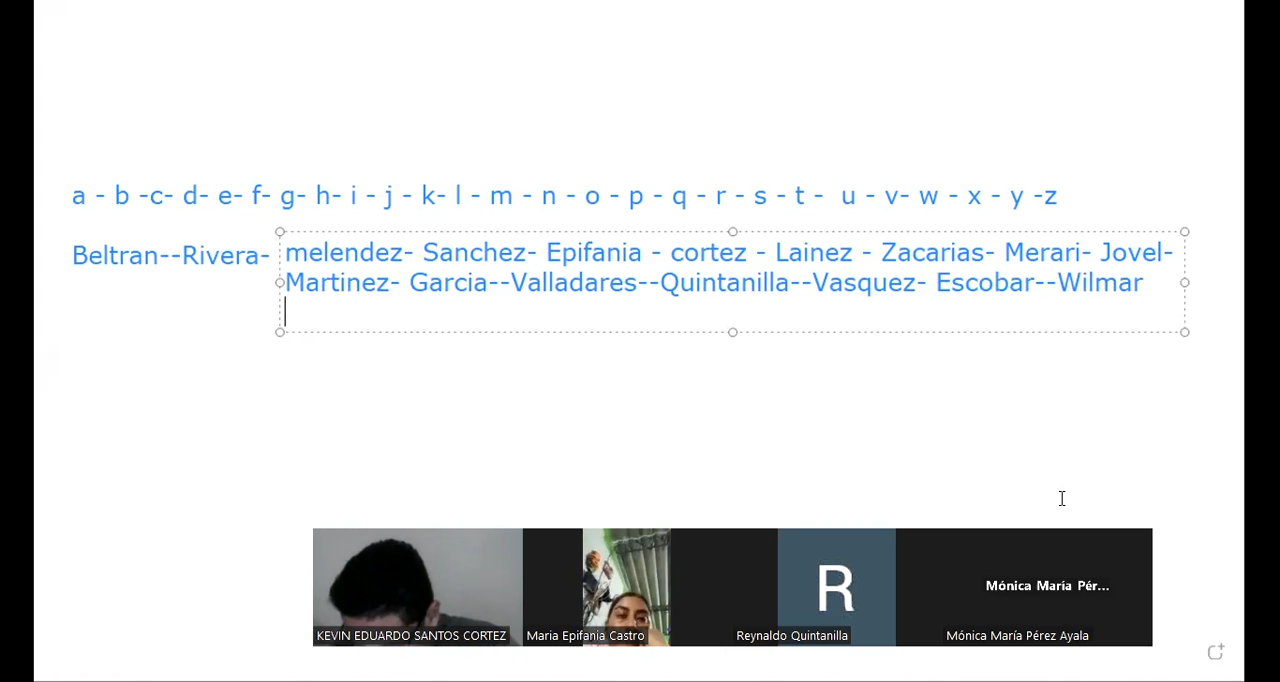 a - b -c- d- e- f- g- h- i - j - k- l - m - n - o - p - q - r - s - t -  u - v- w - x - y -z
Beltran--Rivera- melendez- Sanchez- Epifania - cortez - Lainez - Zacarias- Merari- Jovel-
Martinez- Garcia--Valladares--Quintanilla--Vasquez- Escobar--Wilmar
R
Mónica María Pér...
KEVIN EDUARDO SANTOS CORTEZ
Maria Epifania Castro
Reynaldo Quintanilla
Mónica María Pérez Ayala